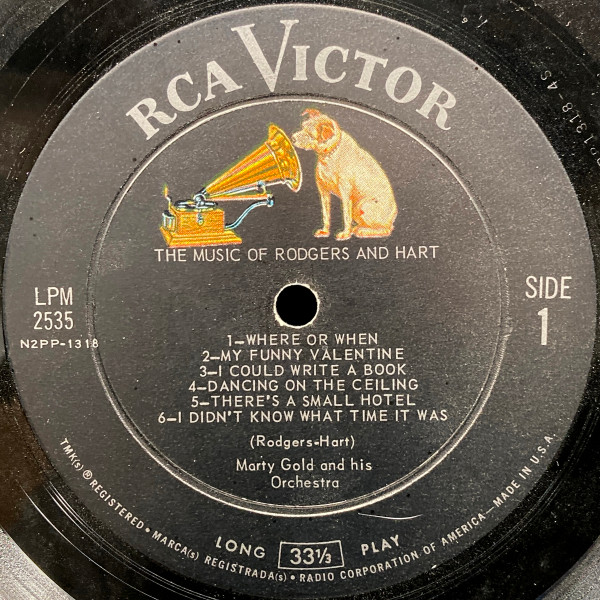 RCA VICTOR
THE MUSIC OF RODGERS AND HART
LPM
2535
N2PP-1318
SIDE
1
1—WHERE OR WHEN
2—MY FUNNY VALENTINE
3—I COULD WRITE A BOOK
4—DANCING ON THE CEILING
5—THERE'S A SMALL HOTEL
6—I DIDN'T KNOW WHAT TIME IT WAS
(Rodgers-Hart)
Marty Gold and his
Orchestra
LONG 33⅓ PLAY
TMK(s) ® REGISTERED • MARCA(s) REGISTRADA(s) • RADIO CORPORATION OF AMERICA—MADE IN U.S.A.